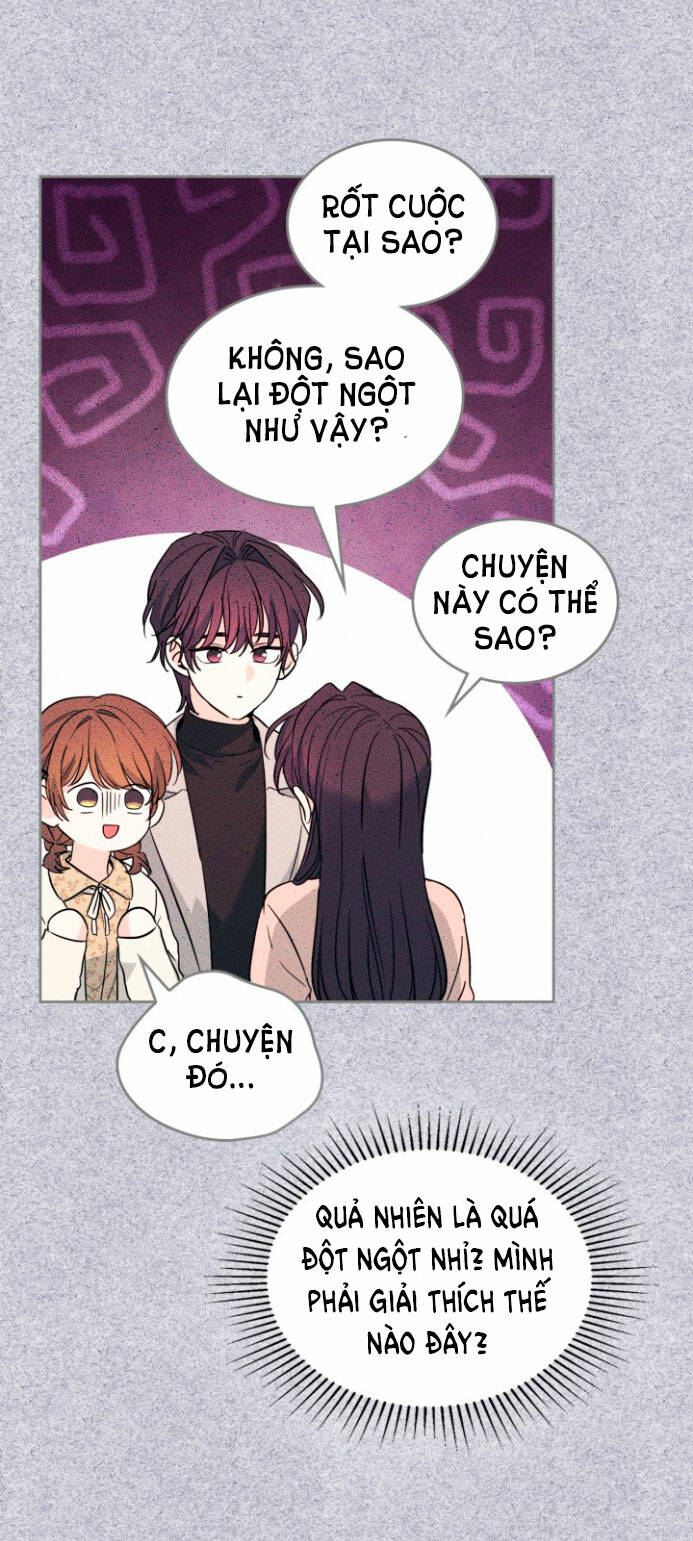 RỐT CUỘC
TẠI SAO?
KHÔNG, SAO
LẠI ĐỘT NGỘT
NHƯ VẬY?
CHUYỆN
NÀY CÓ THỂ
SAO?
C, CHUYỆN
ĐÓ...
QUẢ NHIÊN LÀ QUÁ
ĐỘT NGỘT NHỈ? MÌNH
PHẢI GIẢI THÍCH THẾ
NÀO ĐÂY?